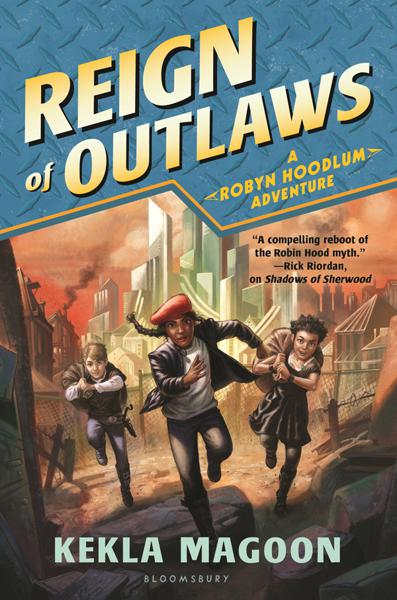 REIGN
of OUTLAWS
A
ROBYN HOODLUM
ADVENTURE
“A compelling reboot of
the Robin Hood myth.”
—Rick Riordan,
on Shadows of Sherwood
KEKLA MAGOON
BLOOMSBURY